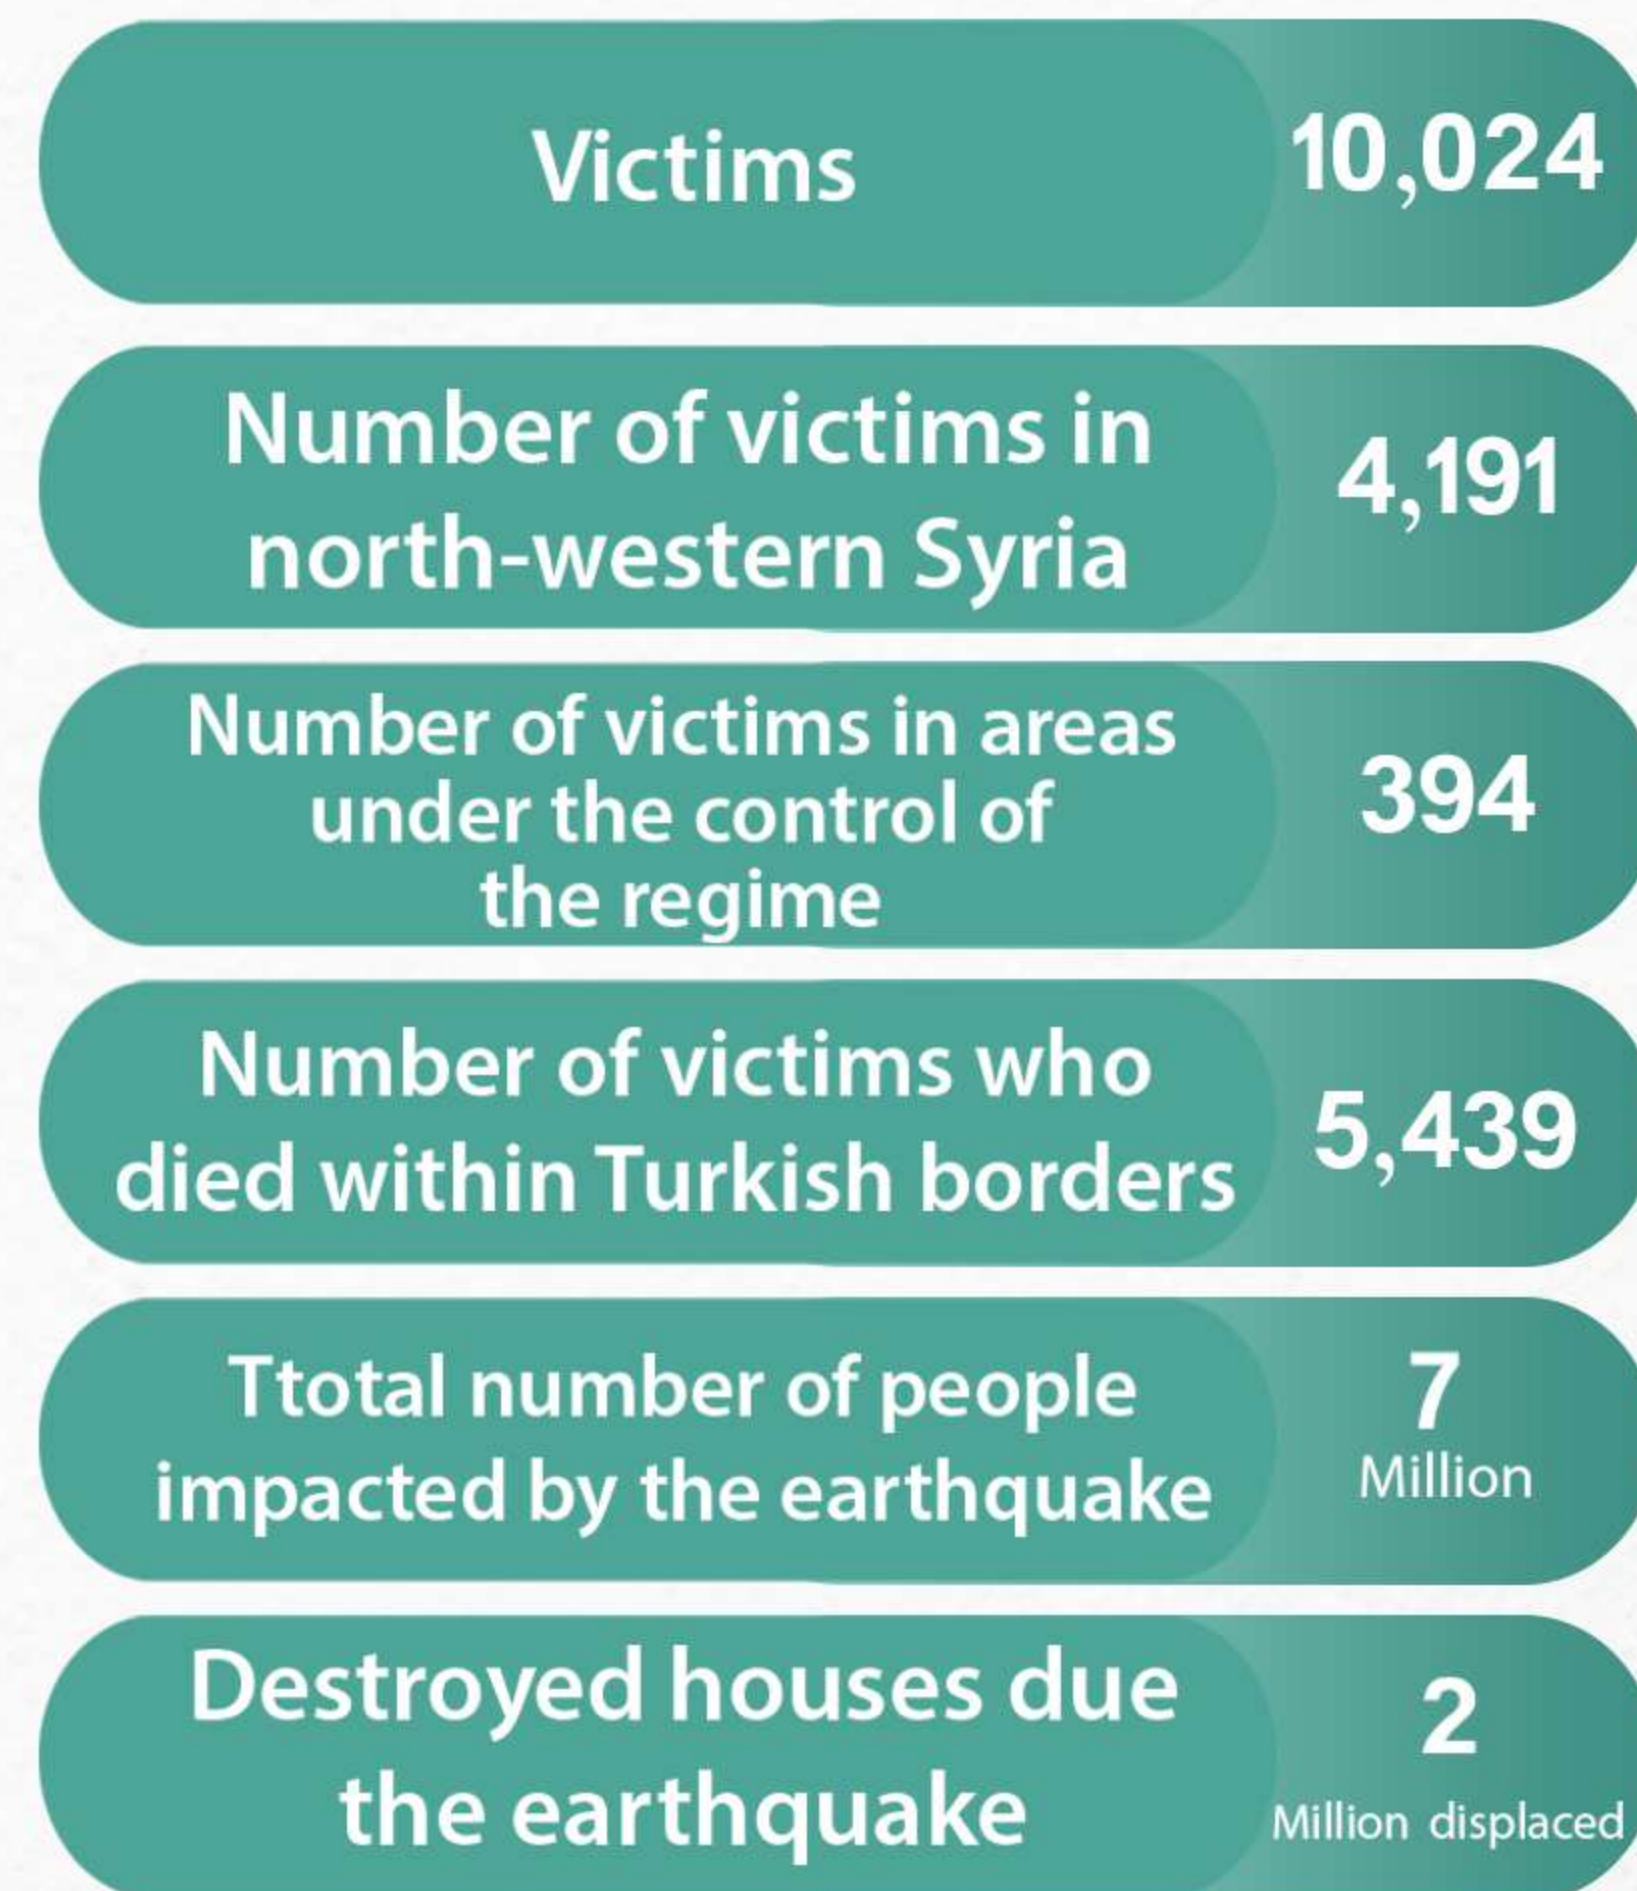 Victims
10,024
Number of victims in
north-western Syria
4,191
Number of victims in areas
under the control of
the regime
394
Number of victims who
died within Turkish borders
5,439
Ttotal number of people
impacted by the earthquake
7
Million
Destroyed houses due
the earthquake
2
Million displaced